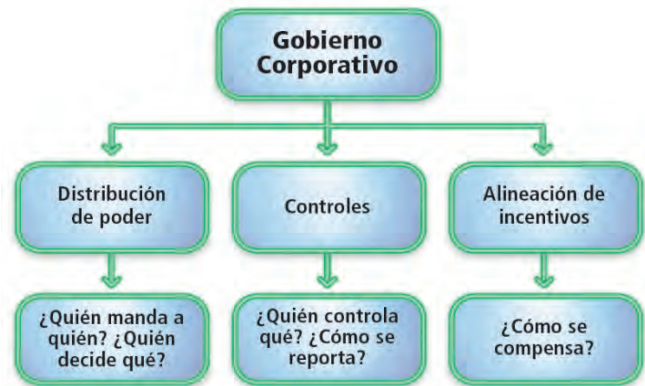 Gobierno
Corporativo
Distribución
de poder
Controles
Alineación de
incentivos
¿Quién manda a
quién? ¿Quién
decide qué?
¿Quién controla
qué? ¿Cómo se
reporta?
¿Cómo se
compensa?